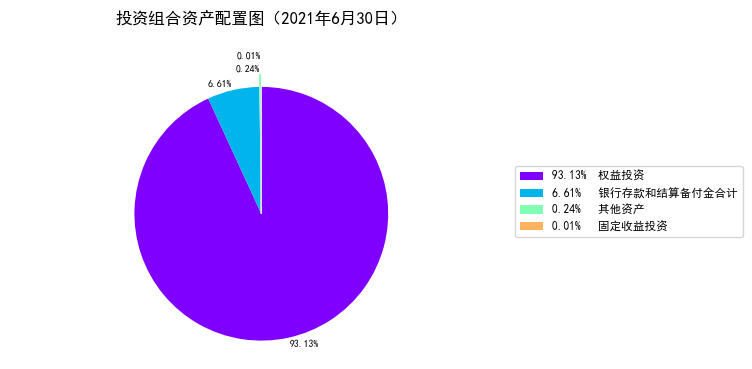 投资组合资产配置图（2021年6月30日）
0.01%
0.24%
6.61%
93.13%
93.13% 权益投资
6.61% 银行存款和结算备付金合计
0.24% 其他资产
0.01% 固定收益投资